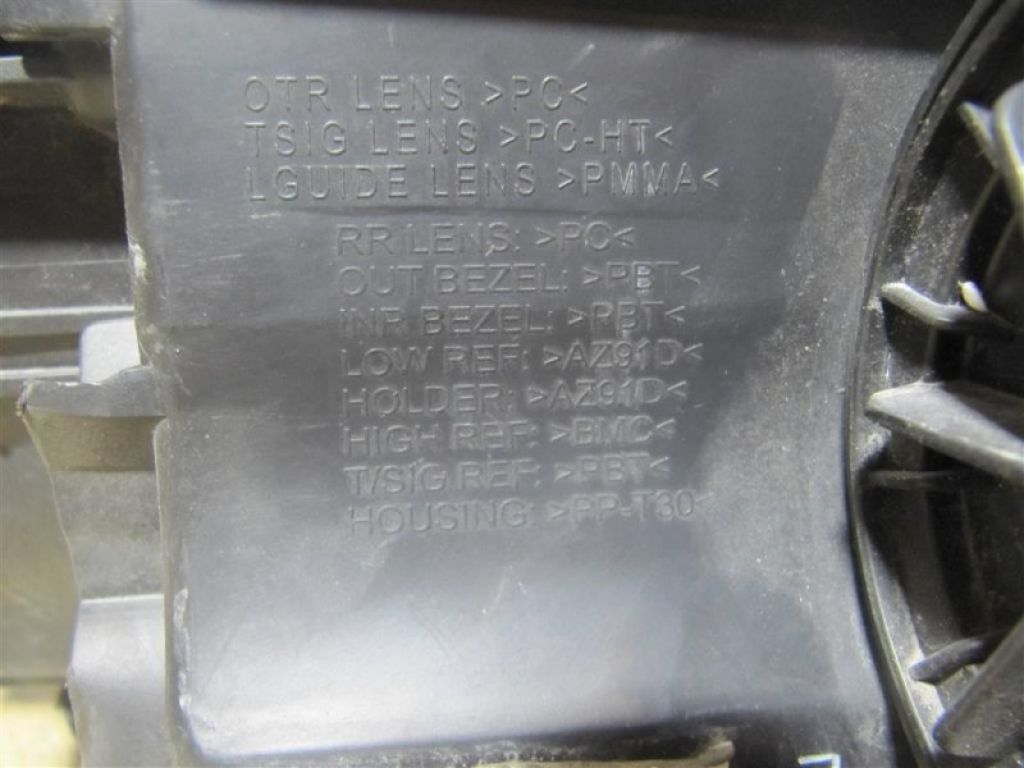 OTR LENS >PC<
TSIG LENS >PC-HT<
LGUIDE LENS >PMMA<
RR LENS: >PC<
OUT BEZEL: >PBT<
INR BEZEL: >PBT<
LOW REF: >AZ91D<
HOLDER: >AZ91D<
HIGH REF: >BMC<
T/SIG REF: >PBT<
HOUSING: >PP-T30<